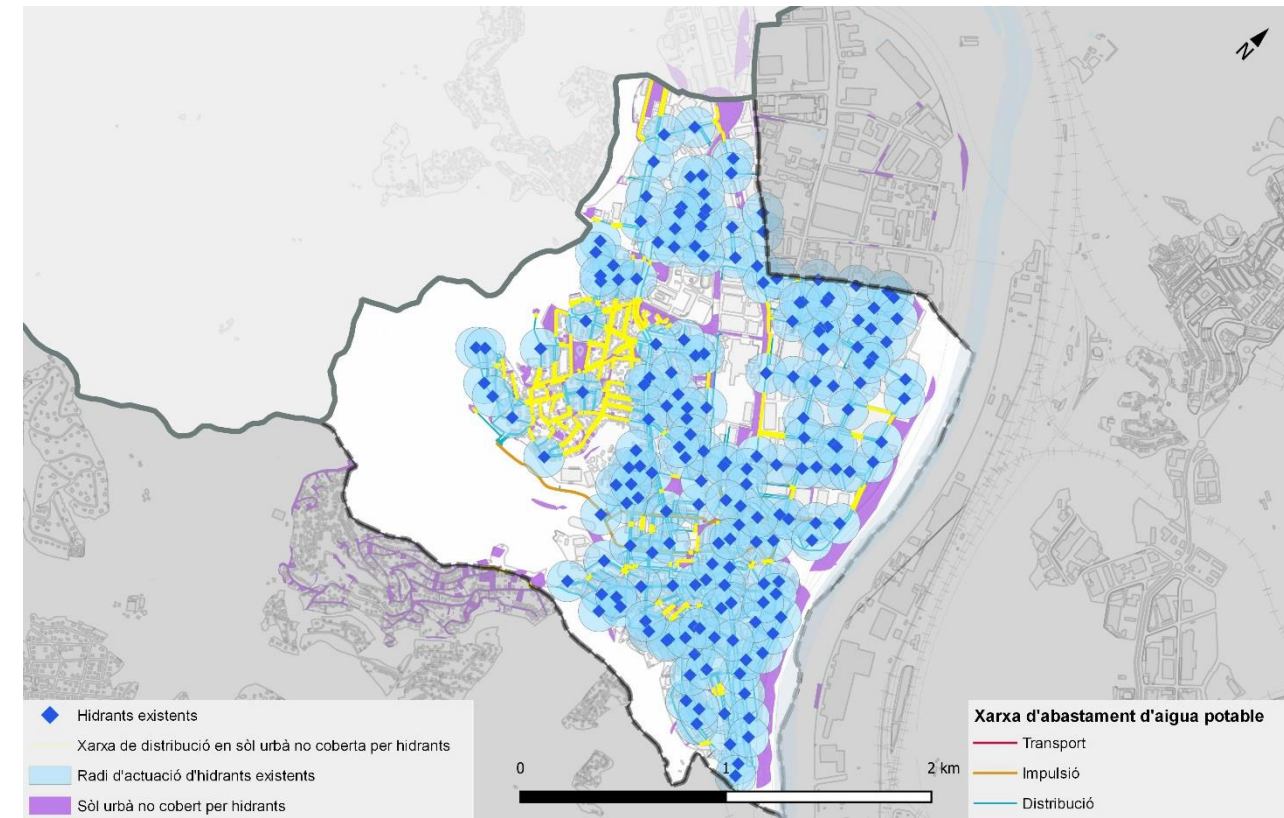 N
Hidrants existents
Xarxa de distribució en sòl urbà no coberta per hidrants
Radi d'actuació d'hidrants existents
Sòl urbà no cobert per hidrants
0 1 2 km
Xarxa d'abastament d'aigua potable
Transport
Impulsió
Distribució